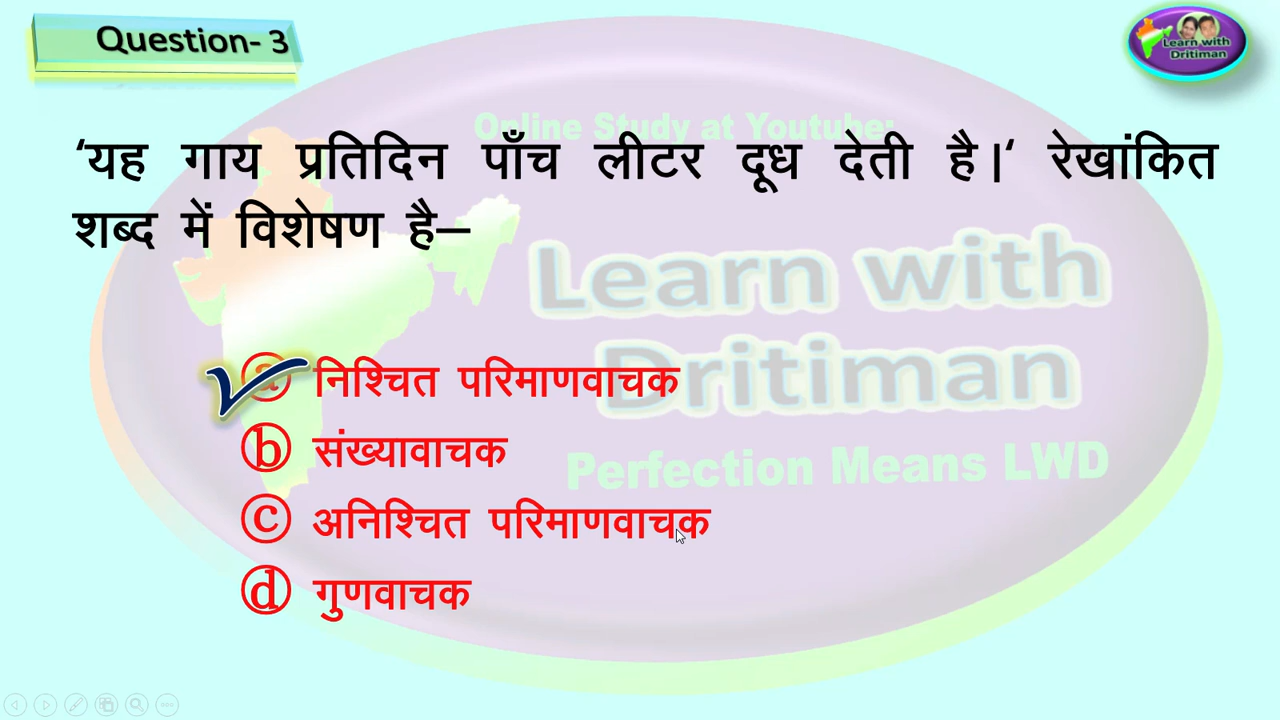 Question- 3
Learn with
Dritiman
Online Study at Youtube:
‘यह गाय प्रतिदिन पाँच लीटर दूध देती है|‘ रेखांकित
शब्द में विशेषण है–
Learn with
Dritiman
Perfection Means LWD
ⓐ निश्चित परिमाणवाचक
ⓑ संख्यावाचक
ⓒ अनिश्चित परिमाणवाचक
ⓓ गुणवाचक